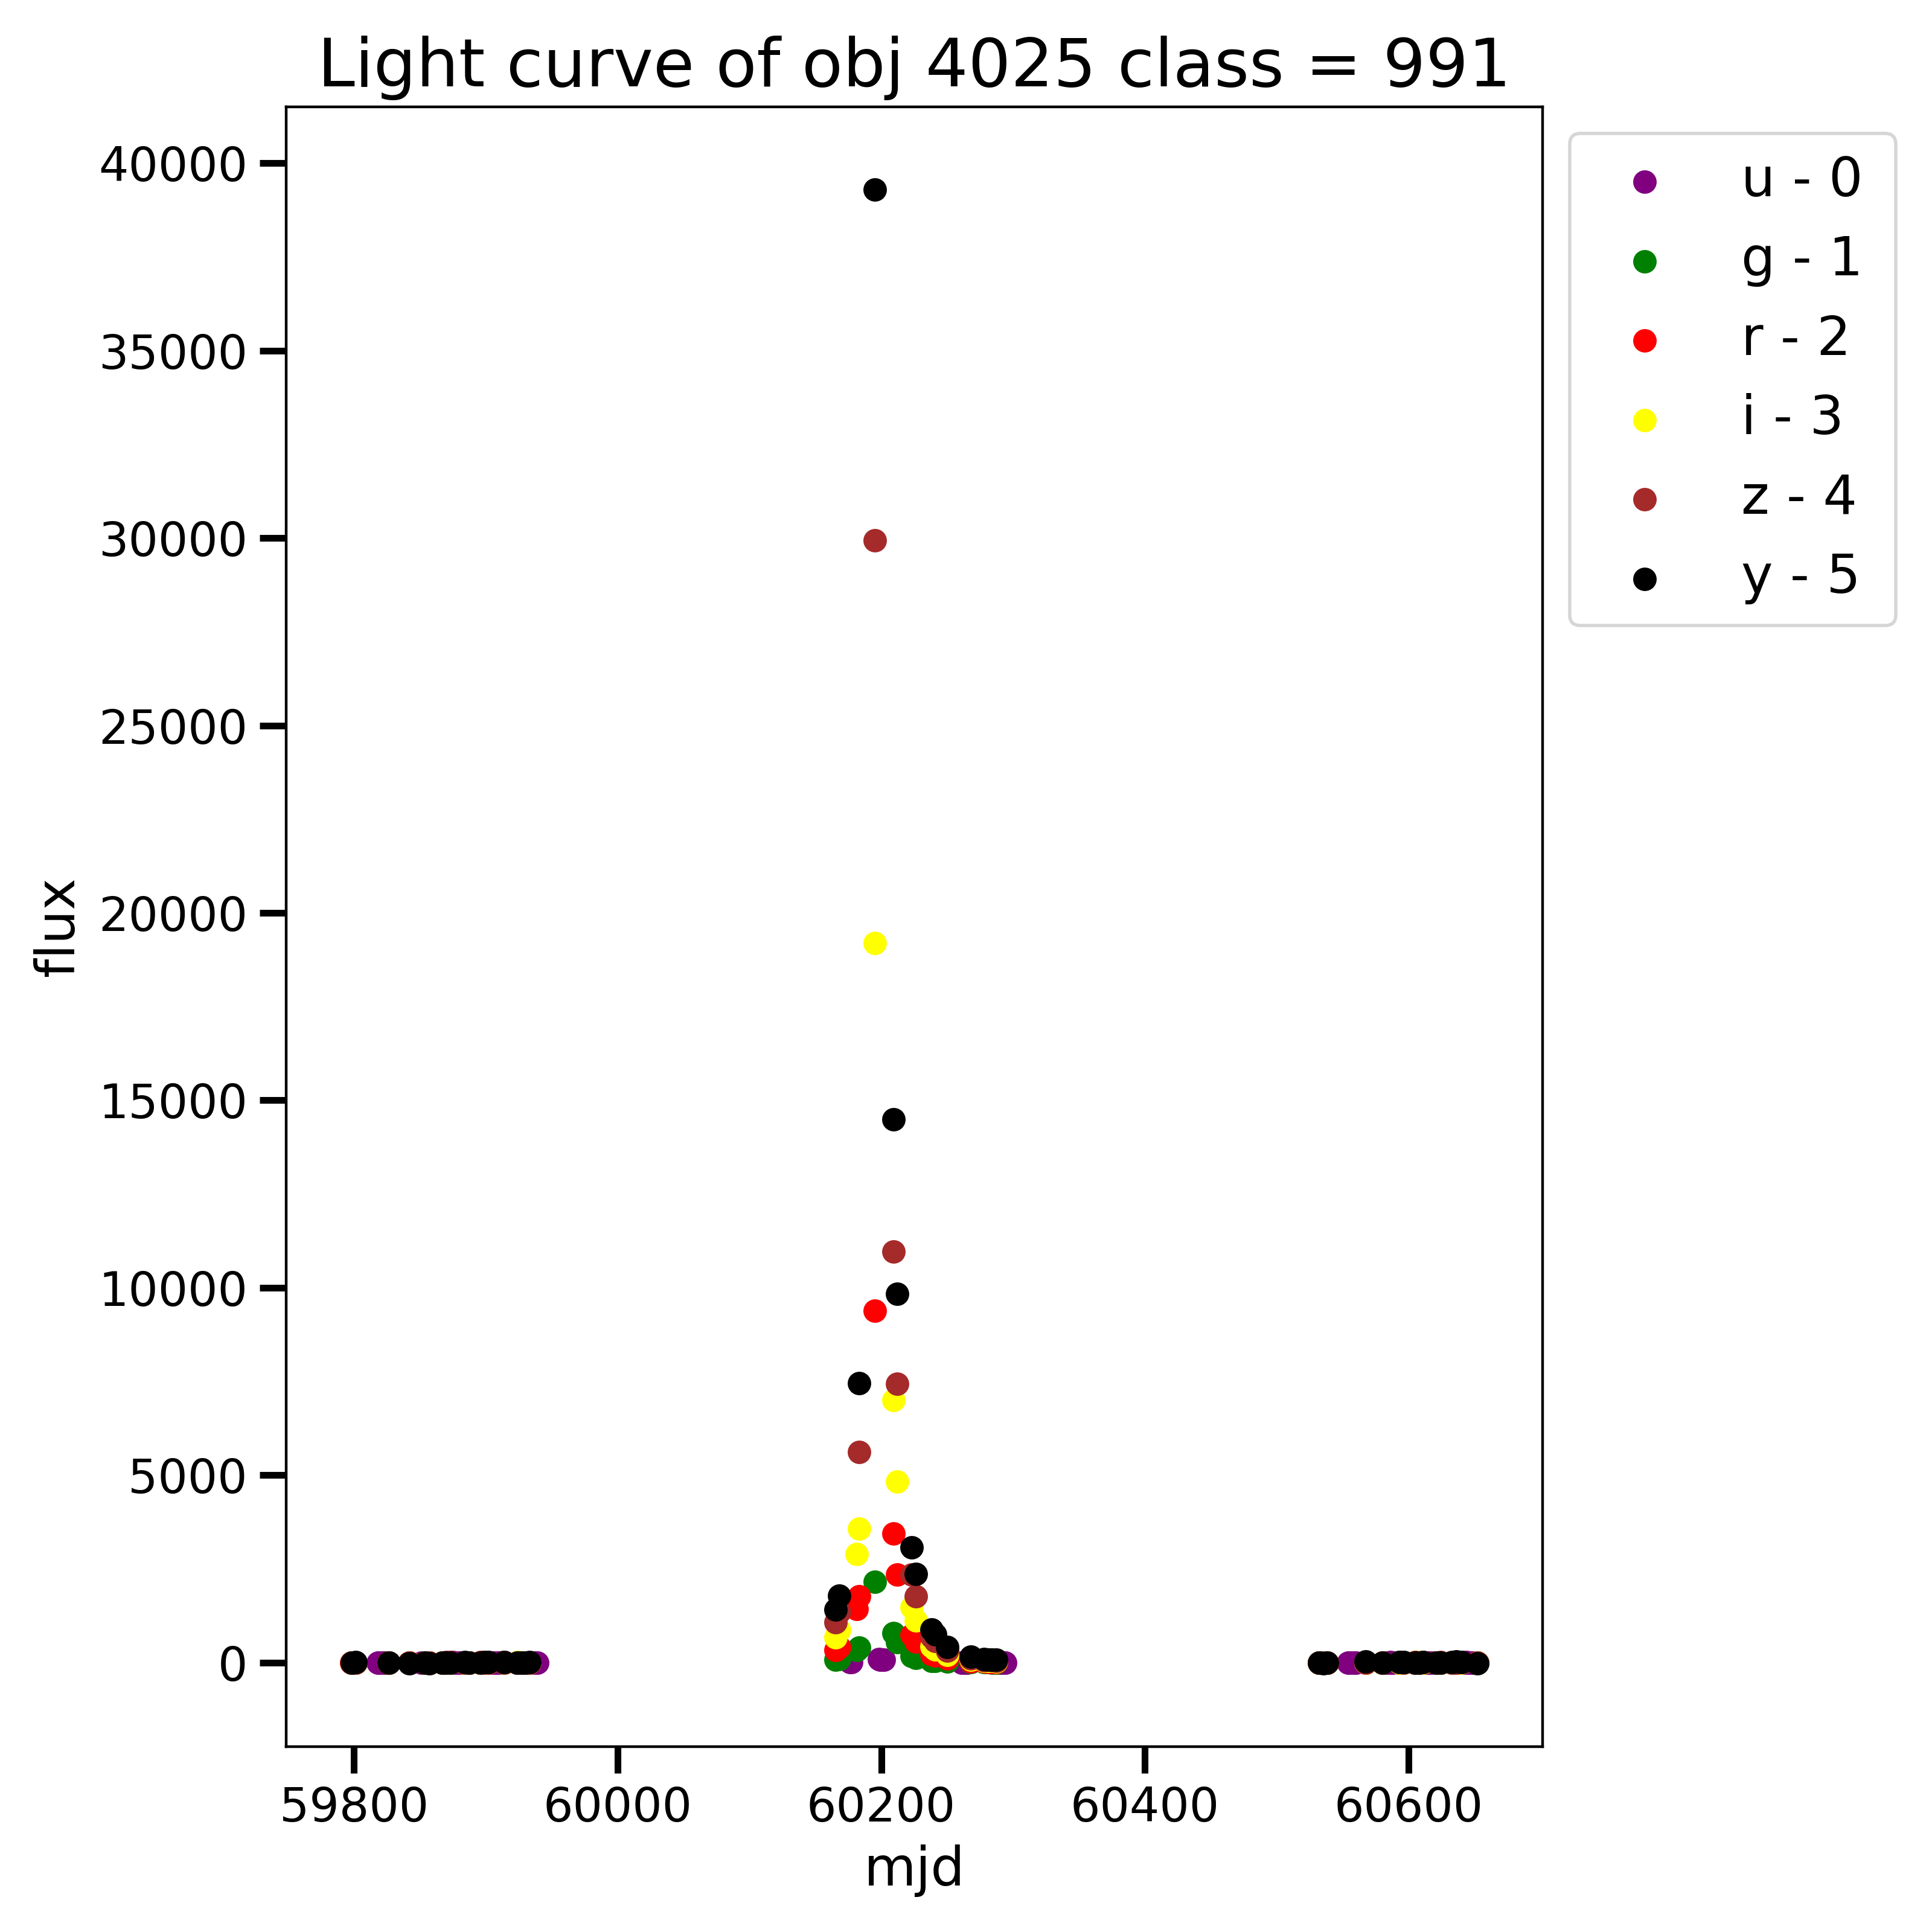 Light curve of obj 4025 class = 991
40000
35000
30000
25000
20000
15000
10000
5000
0
flux
59800 60000 60200 60400 60600
mjd
u - 0
g - 1
r - 2
i - 3
z - 4
y - 5